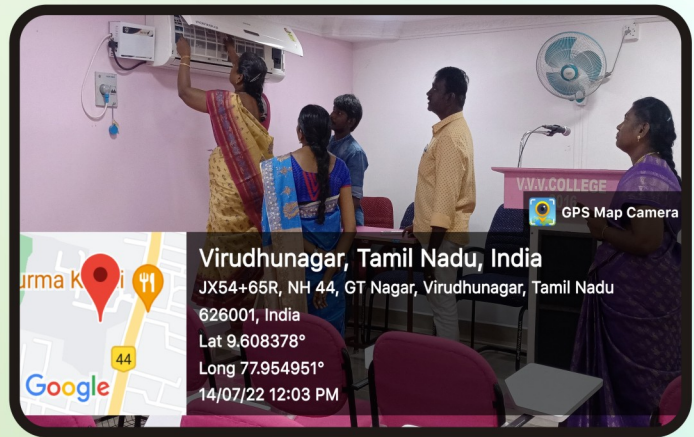 V.V.V.COLLEGE
GPS Map Camera
urma K
i
44
Google
Virudhunagar, Tamil Nadu, India
JX54+65R, NH 44, GT Nagar, Virudhunagar, Tamil Nadu
626001, India
Lat 9.608378°
Long 77.954951°
14/07/22 12:03 PM